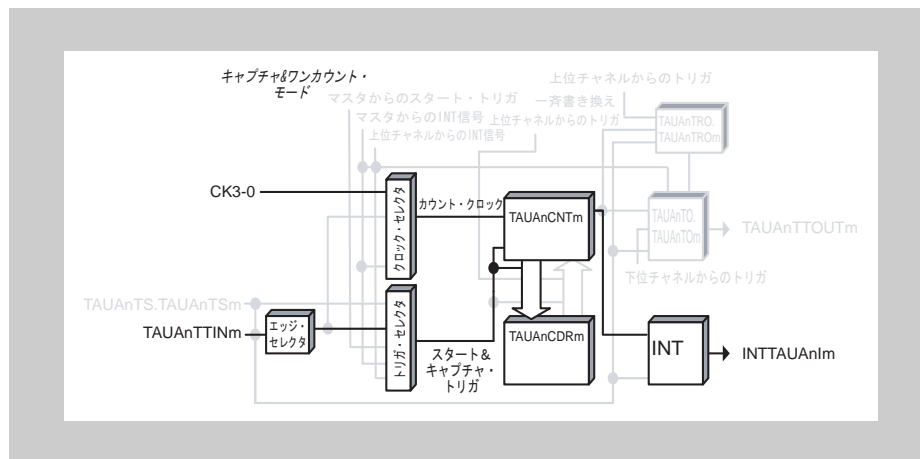 キャプチャ&ワンカウント・
モード
上位チャネルからのトリガ
マスタからのスタート・トリガ
一斉書き換え
マスタからのINT信号
上位チャネルからのトリガ
上位チャネルからのINT信号
TAUAnTRO.
TAUAnTROm
CK3-0
クロック・セレクタ
カウント・クロック
TAUAnCNTm
TAUAnTO.
TAUAnTOm
TAUAnTTOUTm
下位チャネルからのトリガ
TAUAnTS.TAUAnTSm
TAUAnTTINm
エッジ・
セレクタ
トリガ・セレクタ
スタート&
キャプチャ・
トリガ
TAUAnCDRm
INT
INTTAUAnIm